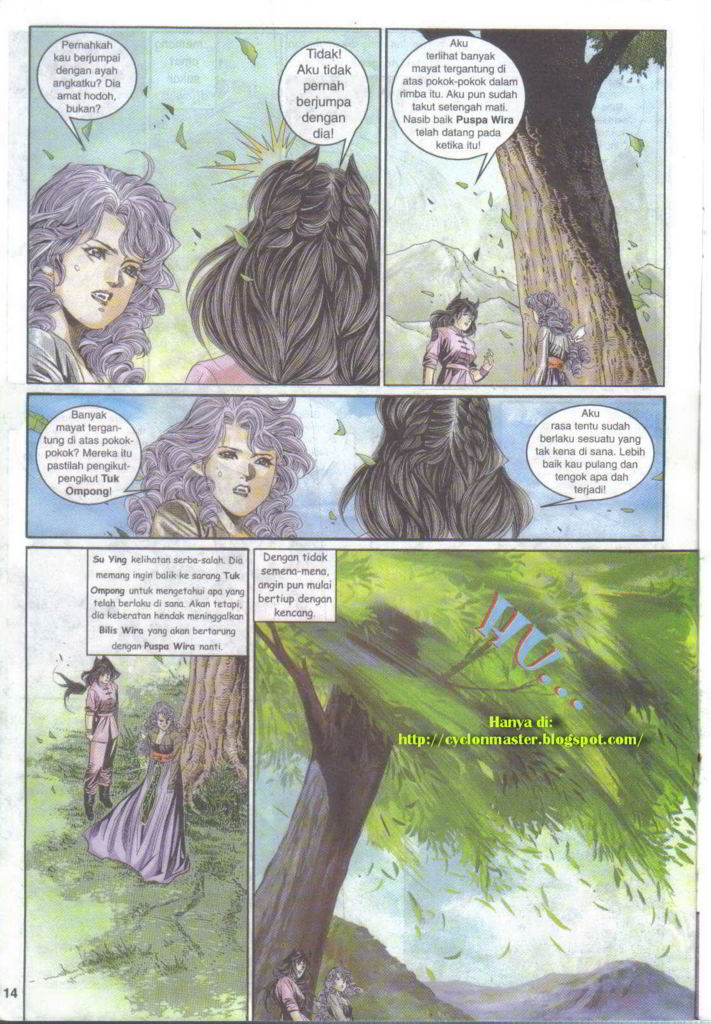 Pernahkah
kau berjumpai
dengan ayah
angkatku? Dia
amat hodoh,
bukan?
Tidak!
Aku tidak
pernah
berjumpa
dengan
dia!
Aku
terlihat banyak
mayat tergantung di
atas pokok-pokok dalam
rimba itu. Aku pun sudah
takut setengah mati.
Nasib baik Puspa Wira
telah datang pada
ketika itu!
Banyak
mayat tergan-
tung di atas pokok-
pokok? Mereka itu
pastilah pengikut-
pengikut Tuk
Ompong!
Aku
rasa tentu sudah
berlaku sesuatu yang
tak kena di sana. Lebih
baik kau pulang dan
tengok apa dah
terjadi!
Su Ying kelihatan serba-salah. Dia
memang ingin balik ke sarang Tuk
Ompong untuk mengetahui apa yang
telah berlaku di sana. Akan tetapi,
dia keberatan hendak meninggalkan
Bilis Wira yang akan bertarung
dengan Puspa Wira nanti.
Dengan tidak
semena-mena,
angin pun mulai
bertiup dengan
kencang.
HU...
Hanya di:
http://cyclonmaster.blogspot.com/
14